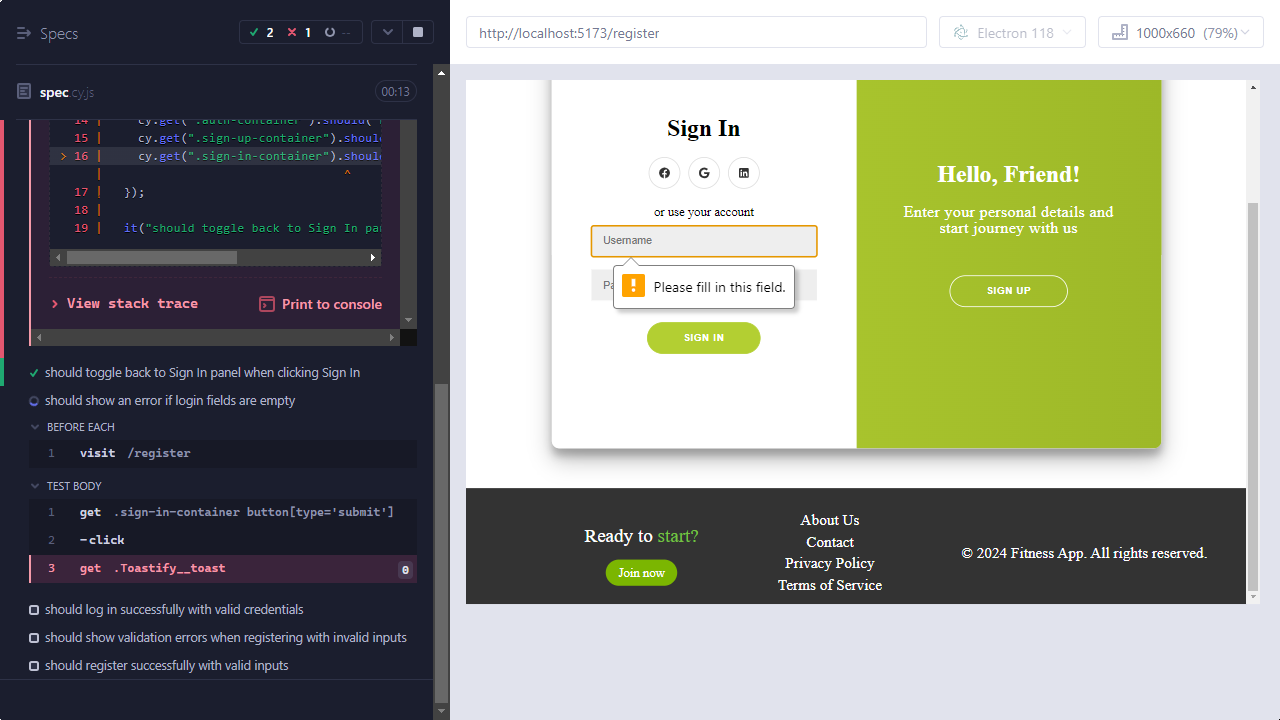 Specs
2
1
--
spec.cy.js
00:13
14 | cy.get(".auth-container").should("
15 | cy.get(".sign-up-container").should
> 16 | cy.get(".sign-in-container").should
| ^
17 | });
18 |
19 | it("should toggle back to Sign In pan
> View stack trace
Print to console
should toggle back to Sign In panel when clicking Sign In
should show an error if login fields are empty
BEFORE EACH
1 visit /register
TEST BODY
1 get .sign-in-container button[type='submit']
2 -click
3 get .Toastify__toast 0
should log in successfully with valid credentials
should show validation errors when registering with invalid inputs
should register successfully with valid inputs
http://localhost:5173/register
Electron 118
1000x660 (79%)
Sign In
or use your account
Username
Pa
Please fill in this field.
SIGN IN
Hello, Friend!
Enter your personal details and
start journey with us
SIGN UP
Ready to start?
Join now
About Us
Contact
Privacy Policy
Terms of Service
© 2024 Fitness App. All rights reserved.